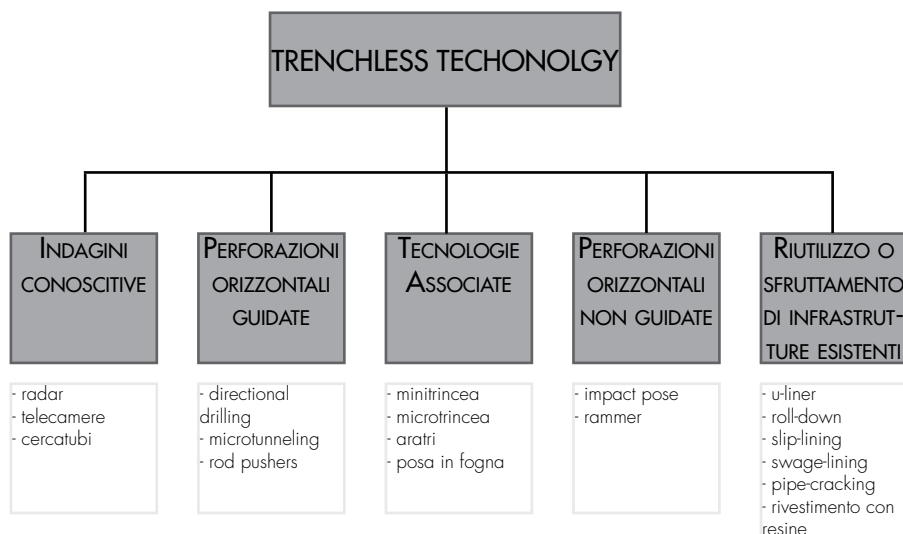 TRENCHLESS TECHONOLGY
INDAGINI
CONOSCITIVE
PERFORAZIONI
ORIZZONTALI
GUIDATE
TECNOLOGIE
ASSOCIATE
PERFORAZIONI
ORIZZONTALI
NON GUIDATE
RIUTILIZZO O
SFRUTTAMENTO
DI INFRASTRUT-
TURE ESISTENTI
- radar
- telecamere
- cercatubi
- directional
drilling
- microtunneling
- rod pushers
- minitrincea
- microtrincea
- aratri
- posa in fogna
- impact pose
- rammer
- u-liner
- roll-down
- slip-lining
- swage-lining
- pipe-cracking
- rivestimento con
resine